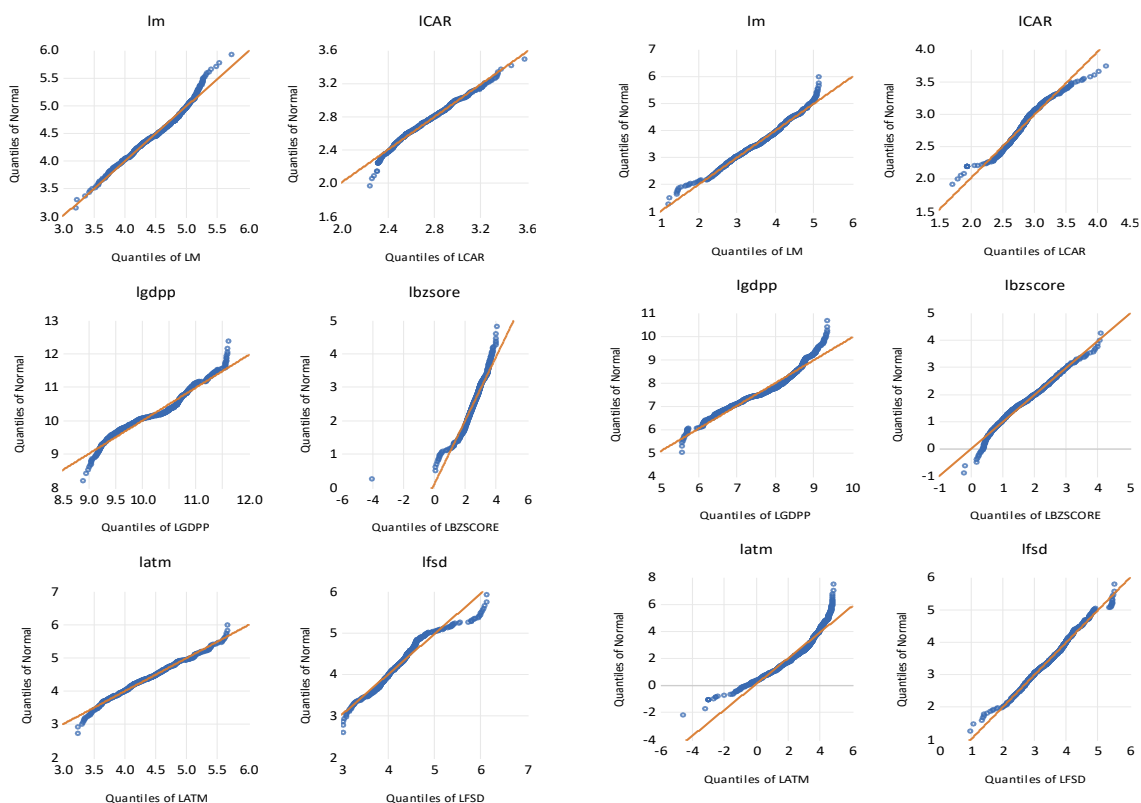 lm
6.0
5.5
5.0
4.5
4.0
3.5
3.0
3.0 3.5 4.0 4.5 5.0 5.5 6.0
Quantiles of Normal
Quantiles of LM
lCAR
3.6
3.2
2.8
2.4
2.0
1.6
2.0 2.4 2.8 3.2 3.6
Quantiles of Normal
Quantiles of LCAR
lm
7
6
5
4
3
2
1
1 2 3 4 5 6
Quantiles of Normal
Quantiles of LM
lCAR
4.0
3.5
3.0
2.5
2.0
1.5
1.5 2.0 2.5 3.0 3.5 4.0 4.5
Quantiles of Normal
Quantiles of LCAR
lgdpp
13
12
11
10
9
8
8.5 9.0 9.5 10.0 10.5 11.0 11.5 12.0
Quantiles of Normal
Quantiles of LGDPP
lbzsore
5
4
3
2
1
0
-6 -4 -2 0 2 4 6
Quantiles of Normal
Quantiles of LBZSCORE
lgdpp
11
10
9
8
7
6
5
4
5 6 7 8 9 10
Quantiles of Normal
Quantiles of LGDPP
lbzscore
5
4
3
2
1
0
-1
-1 0 1 2 3 4 5
Quantiles of Normal
Quantiles of LBZSCORE
latm
7
6
5
4
3
2
3.0 3.5 4.0 4.5 5.0 5.5 6.0
Quantiles of Normal
Quantiles of LATM
lfsd
6
5
4
3
2
3 4 5 6 7
Quantiles of Normal
Quantiles of LFSD
latm
8
6
4
2
0
-2
-4
-6 -4 -2 0 2 4 6
Quantiles of Normal
Quantiles of LATM
lfsd
6
5
4
3
2
1
0 1 2 3 4 5 6
Quantiles of Normal
Quantiles of LFSD